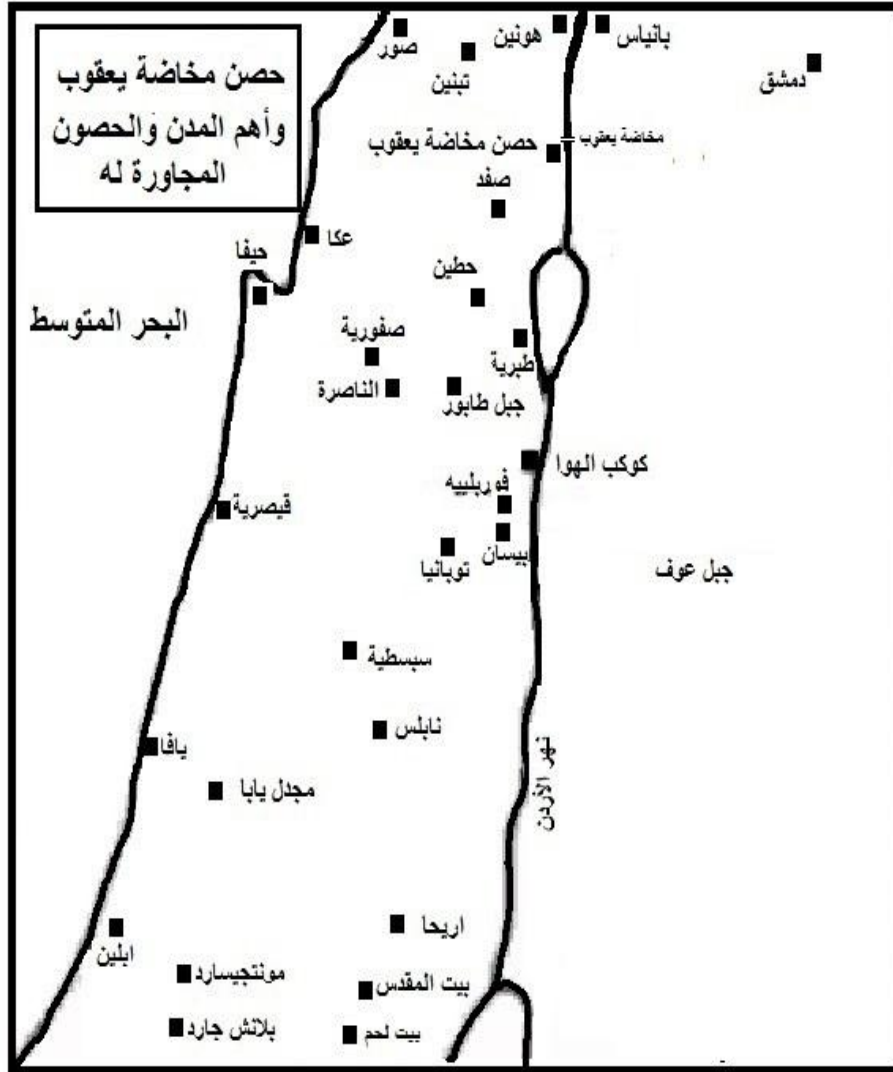 حصن مخاضة يعقوب
وأهم المدن والحصون
المجاورة له
بانياس
هونين
صور
تبنين
دمشق
مخاضة يعقوب
حصن مخاضة يعقوب
صفد
عكا
حيفا
حطين
البحر المتوسط
صفورية
طبرية
الناصرة
جبل طابور
كوكب الهوا
فوربلييه
قيصرية
بيسان
توبانيا
جبل عوف
سبسطية
نابلس
يافا
نهر الأردن
مجدل يابا
اريحا
ابلين
مونتجيسارد
بيت المقدس
بلانش جارد
بيت لحم